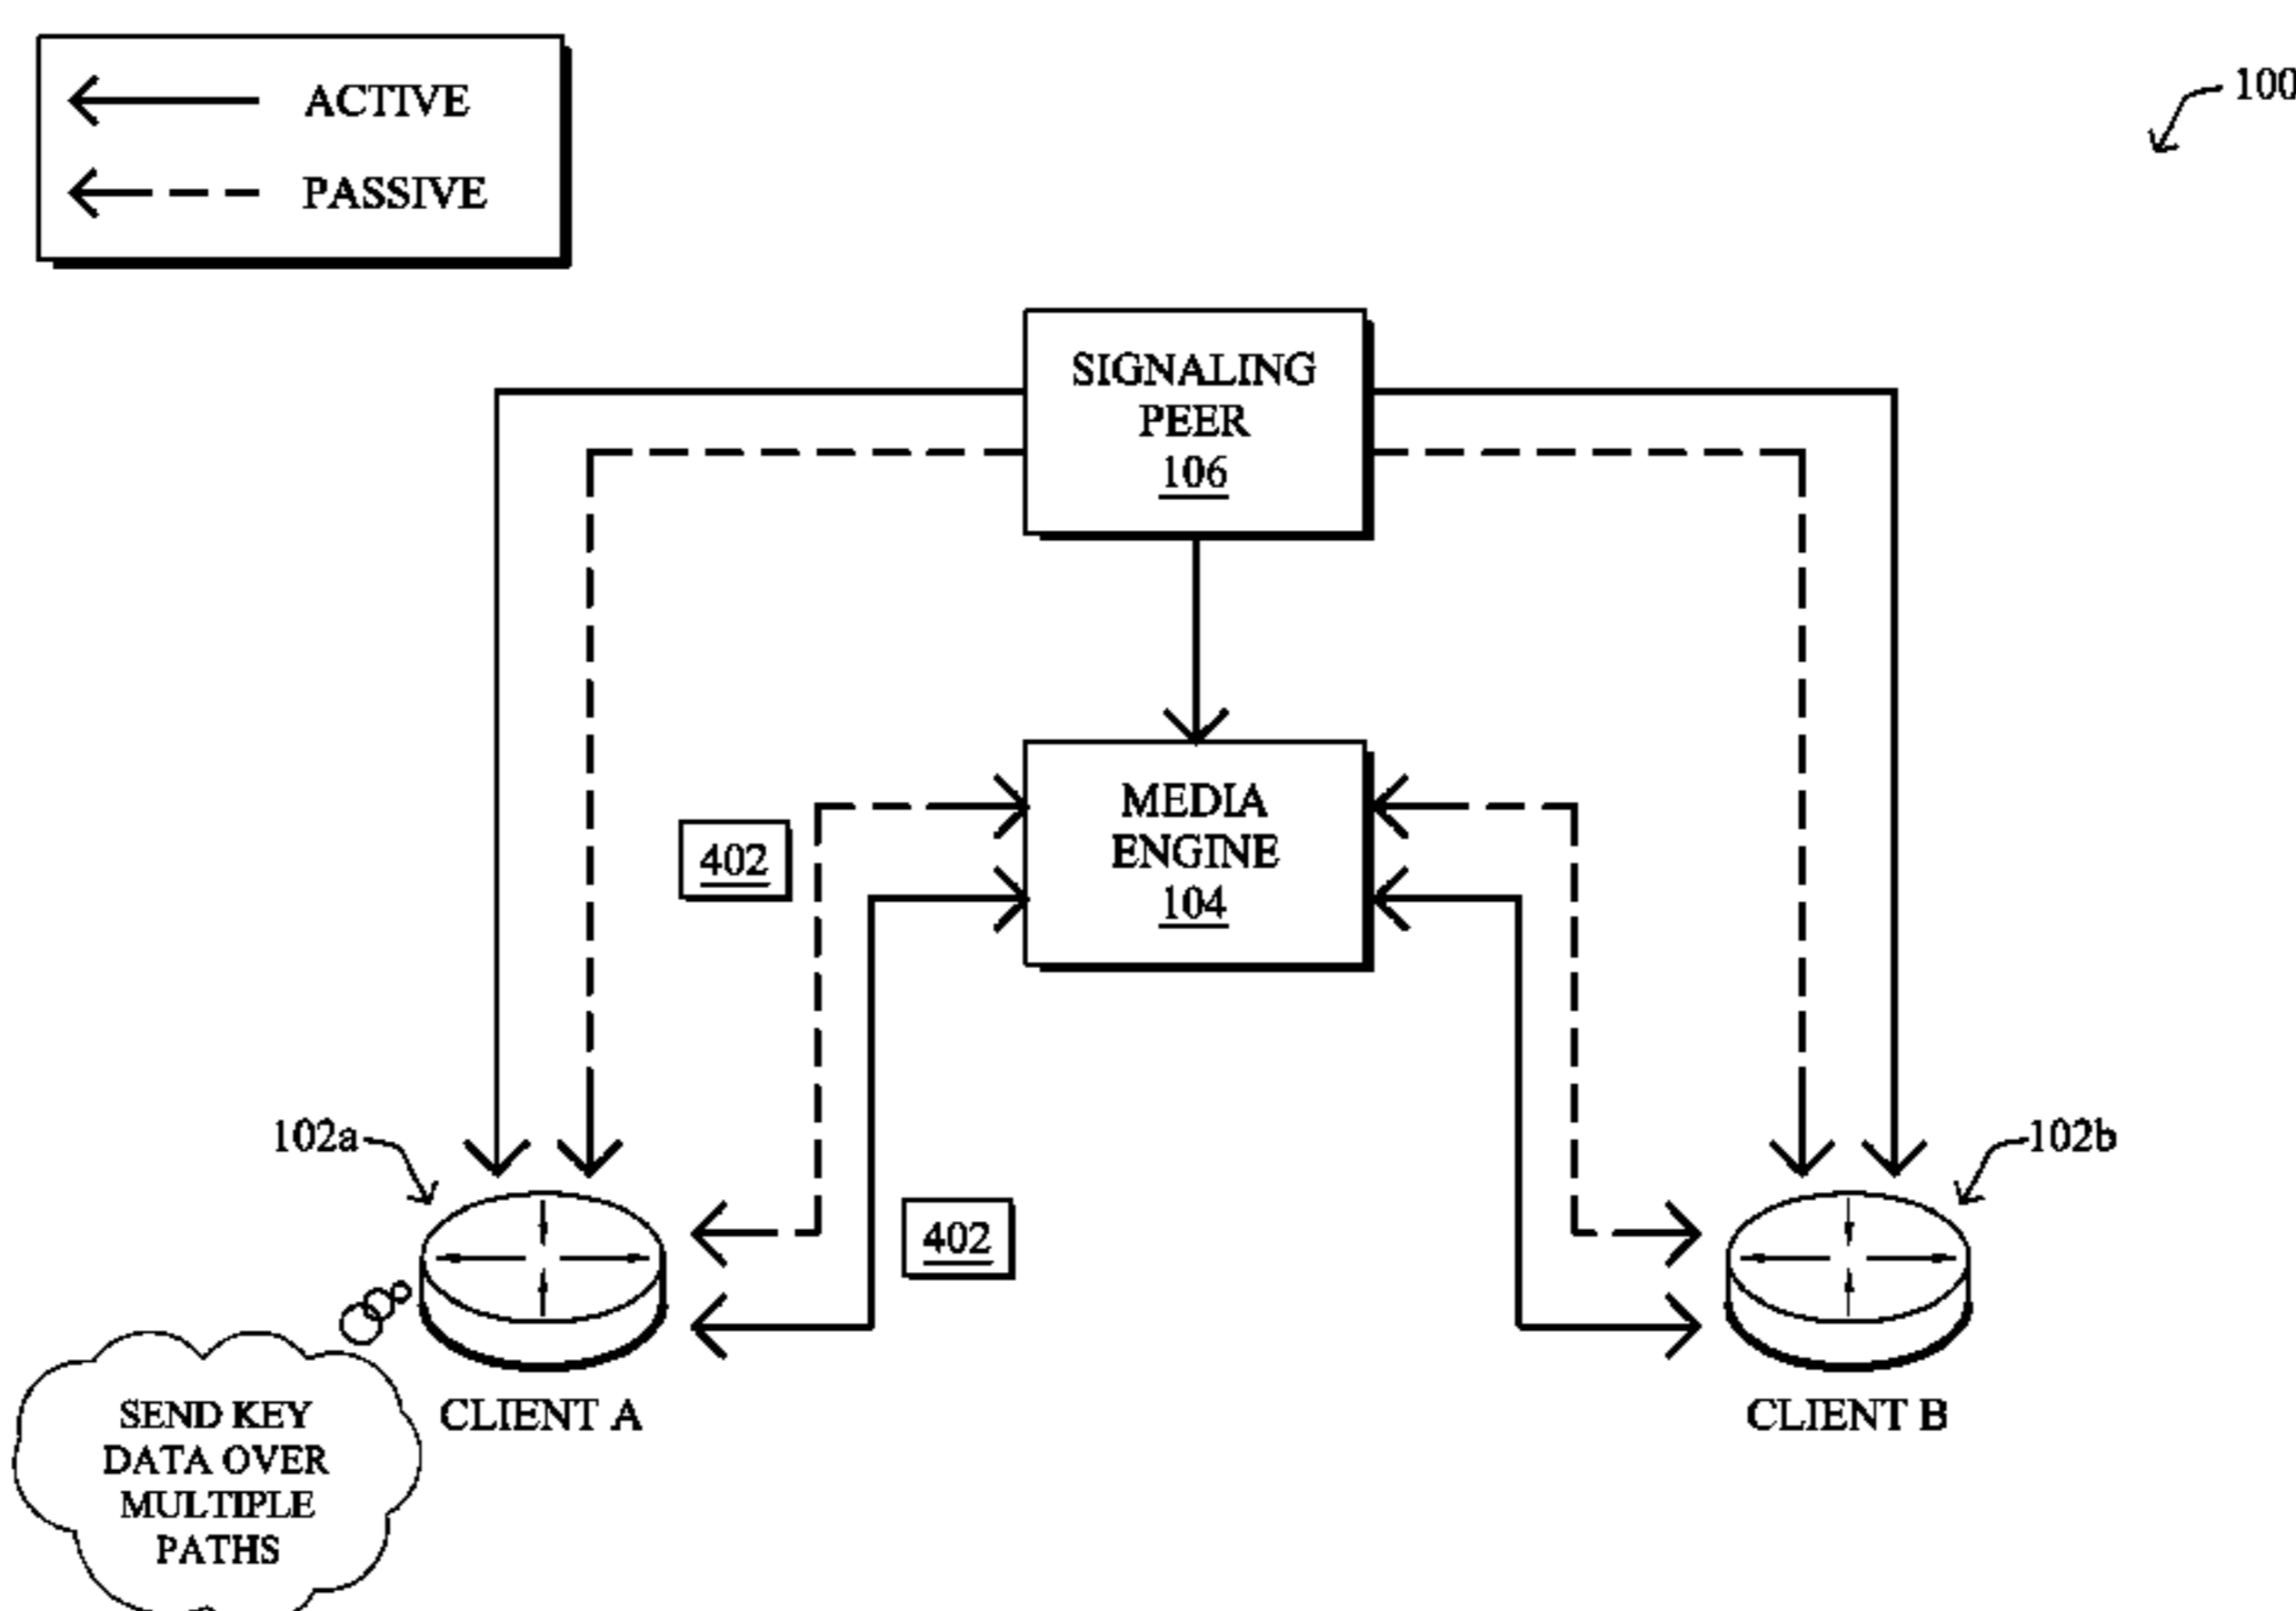 ACTIVE
PASSIVE
100
SIGNALING
PEER
106
MEDIA
ENGINE
104
402
102a
102b
402
CLIENT A
CLIENT B
SEND KEY
DATA OVER
MULTIPLE
PATHS